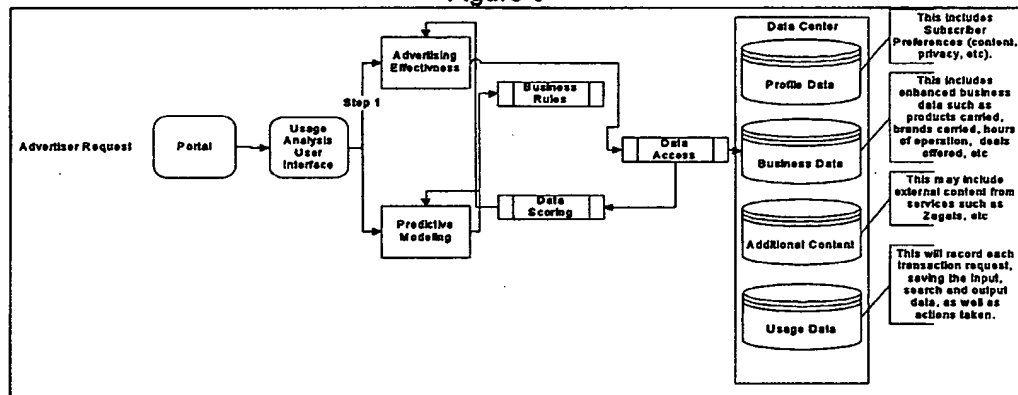 Advertiser Request
Portal
Usage
Analysis
User
Interface
Step 1
Advertising
Effectivness
Predictive
Modeling
Business
Rules
Data
Scoring
Data
Access
Data Center
Profile Data
Business Data
Additional Content
Usage Data
This includes
Subscriber
Preferences (content,
privacy, etc).
This includes
enhanced business
data such as
products carried,
brands carried, hours
of operation, deals
offered, etc
This may include
external content from
services such as
Zagats, etc
This will record each
transaction request,
saving the input,
search and output
data, as well as
actions taken.